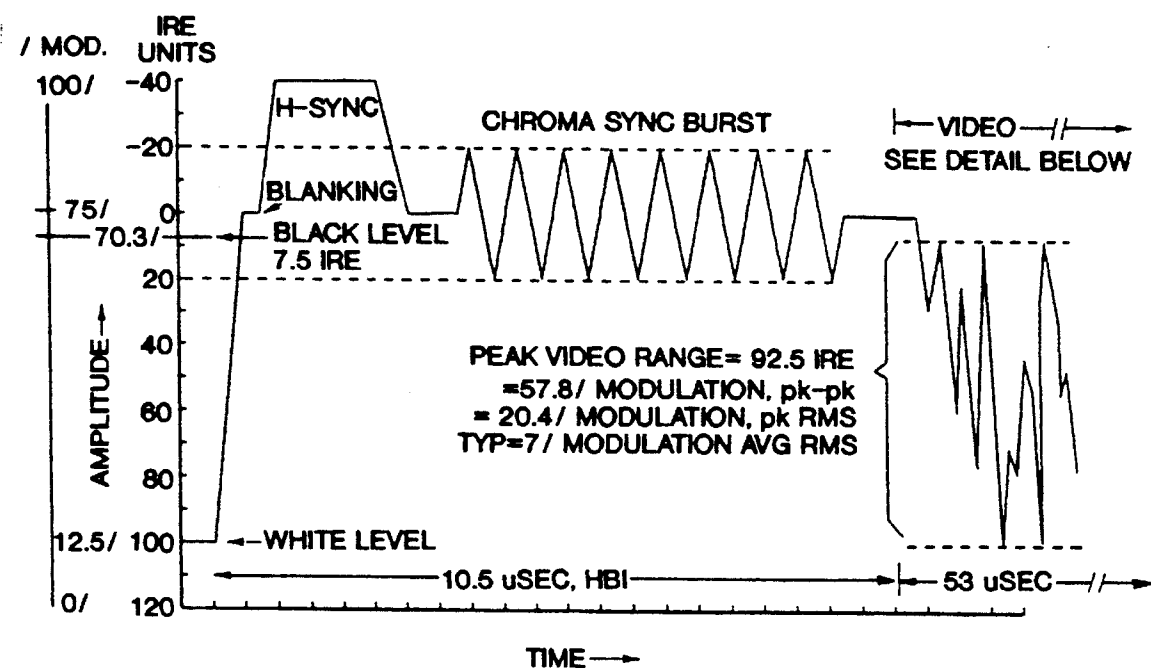 / MOD.
IRE
UNITS
100/
-40
-20
75/
0
70.3/
20
40
60
80
12.5/
100
0/
120
AMPLITUDE
H-SYNC
CHROMA SYNC BURST
VIDEO
SEE DETAIL BELOW
BLANKING
BLACK LEVEL
7.5 IRE
PEAK VIDEO RANGE= 92.5 IRE
=57.8/ MODULATION, pk-pk
= 20.4/ MODULATION, pk RMS
TYP=7/ MODULATION AVG RMS
WHITE LEVEL
10.5 uSEC, HBI
53 uSEC
TIME